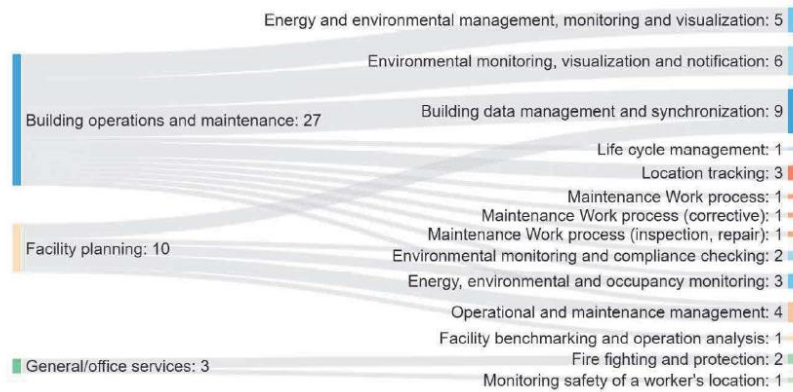 Energy and environmental management, monitoring and visualization: 5
Environmental monitoring, visualization and notification: 6
Building data management and synchronization: 9
Building operations and maintenance: 27
Life cycle management: 1
Location tracking: 3
Maintenance Work process: 1
Maintenance Work process (corrective): 1
Maintenance Work process (inspection, repair): 1
Facility planning: 10
Environmental monitoring and compliance checking: 2
Energy, environmental and occupancy monitoring: 3
Operational and maintenance management: 4
Facility benchmarking and operation analysis: 1
Fire fighting and protection: 2
General/office services: 3
Monitoring safety of a worker's location: 1